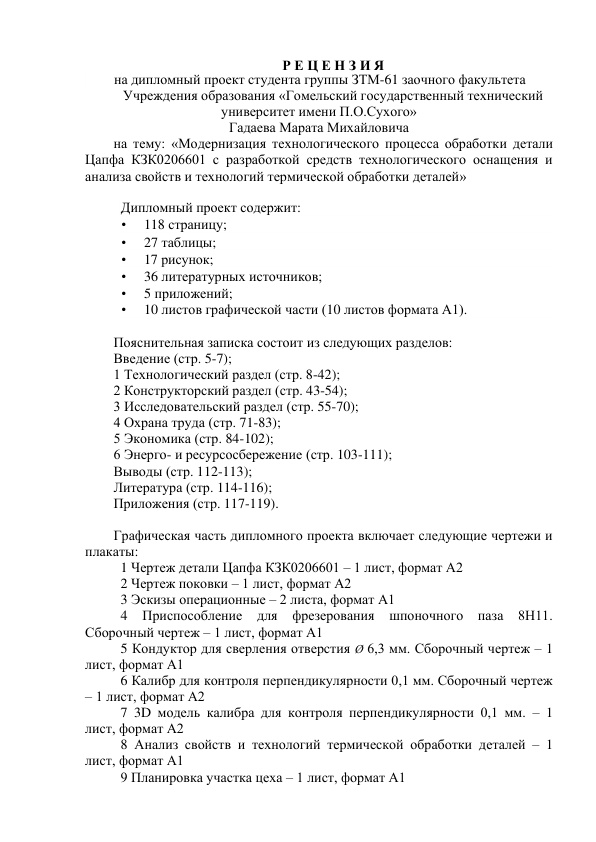 Р Е Ц Е Н З И Я
на дипломный проект студента группы ЗТМ-61 заочного факультета
Учреждения образования «Гомельский государственный технический
университет имени П.О.Сухого»
Гадаева Марата Михайловича
на тему: «Модернизация технологического процесса обработки детали
Цапфа КЗК0206601 с разработкой средств технологического оснащения и
анализа свойств и технологий термической обработки деталей»
Дипломный проект содержит:
• 118 страницу;
• 27 таблицы;
• 17 рисунок;
• 36 литературных источников;
• 5 приложений;
• 10 листов графической части (10 листов формата А1).
Пояснительная записка состоит из следующих разделов:
Введение (стр. 5-7);
1 Технологический раздел (стр. 8-42);
2 Конструкторский раздел (стр. 43-54);
3 Исследовательский раздел (стр. 55-70);
4 Охрана труда (стр. 71-83);
5 Экономика (стр. 84-102);
6 Энерго- и ресурсосбережение (стр. 103-111);
Выводы (стр. 112-113);
Литература (стр. 114-116);
Приложения (стр. 117-119).
Графическая часть дипломного проекта включает следующие чертежи и
плакаты:
1 Чертеж детали Цапфа КЗК0206601 – 1 лист, формат А2
2 Чертеж поковки – 1 лист, формат А2
3 Эскизы операционные – 2 листа, формат А1
4 Приспособление для фрезерования шпоночного паза 8Н11.
Сборочный чертеж – 1 лист, формат А1
5 Кондуктор для сверления отверстия Ø 6,3 мм. Сборочный чертеж – 1
лист, формат А1
6 Калибр для контроля перпендикулярности 0,1 мм. Сборочный чертеж
– 1 лист, формат А2
7 3D модель калибра для контроля перпендикулярности 0,1 мм. – 1
лист, формат А2
8 Анализ свойств и технологий термической обработки деталей – 1
лист, формат А1
9 Планировка участка цеха – 1 лист, формат А1